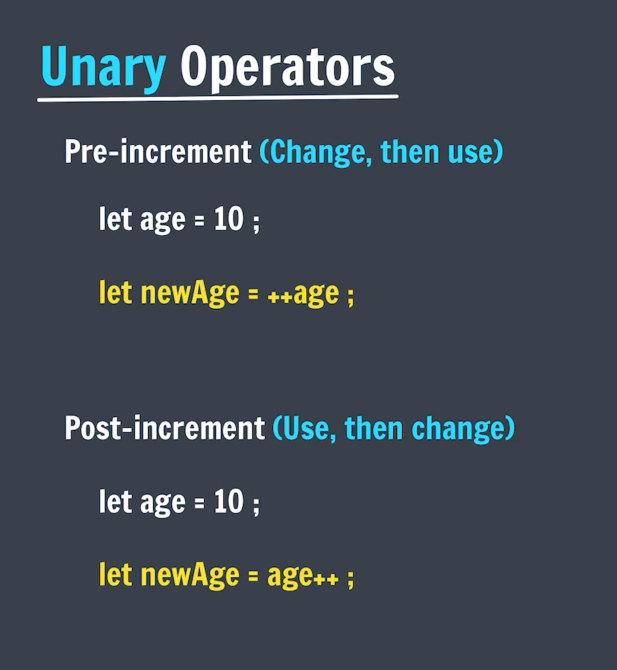 Unary Operators
Pre-increment (Change, then use)
let age = 10 ;
let newAge = ++age ;
Post-increment (Use, then change)
let age = 10 ;
let newAge = age++ ;